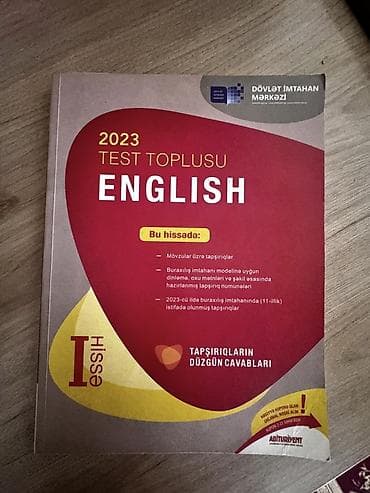 DÖVLƏT İMTAHAN
MƏRKƏZİ
2023
TEST TOPLUSU
ENGLISH
Bu hissədə:
Mövzular üzrə tapşırıqlar
Buraxılış imtahanı modelinə uyğun
dinləmə, oxu mətnləri və şəkil əsasında
hazırlanmış tapşırıq nümunələri
2023-cü ildə buraxılış imtahanında (11-illik)
istifadə olunmuş tapşırıqlar
I Hissə
TAPŞIRIQLARIN
DÜZGÜN CAVABLARI
ABITURIYENT